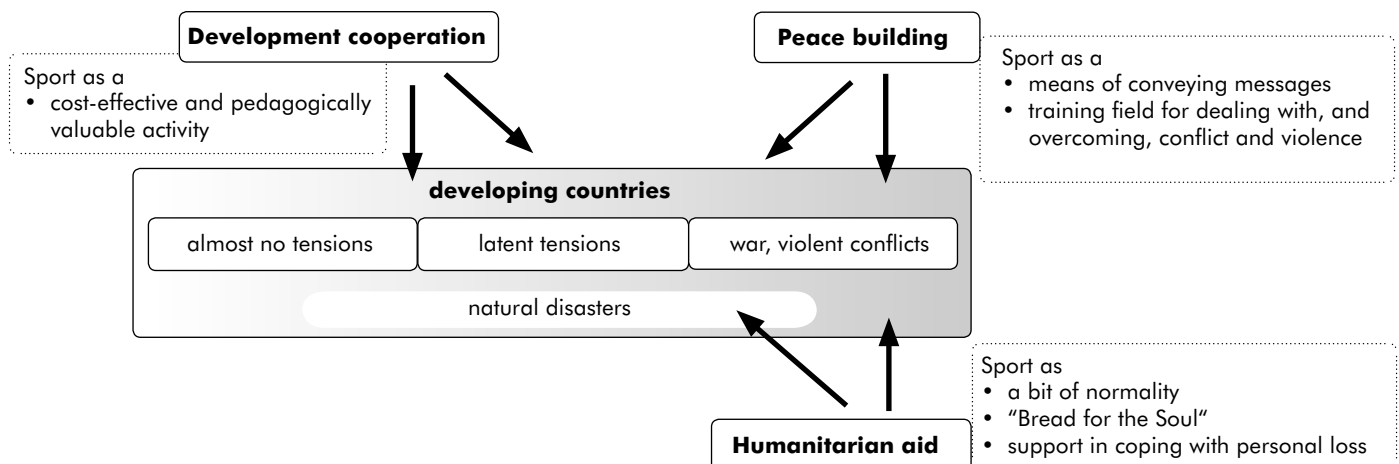 Development cooperation
Sport as a
• cost-effective and pedagogically
valuable activity
Peace building
Sport as a
• means of conveying messages
• training field for dealing with, and
overcoming, conflict and violence
developing countries
almost no tensions
latent tensions
war, violent conflicts
natural disasters
Humanitarian aid
Sport as
• a bit of normality
• “Bread for the Soul“
• support in coping with personal loss